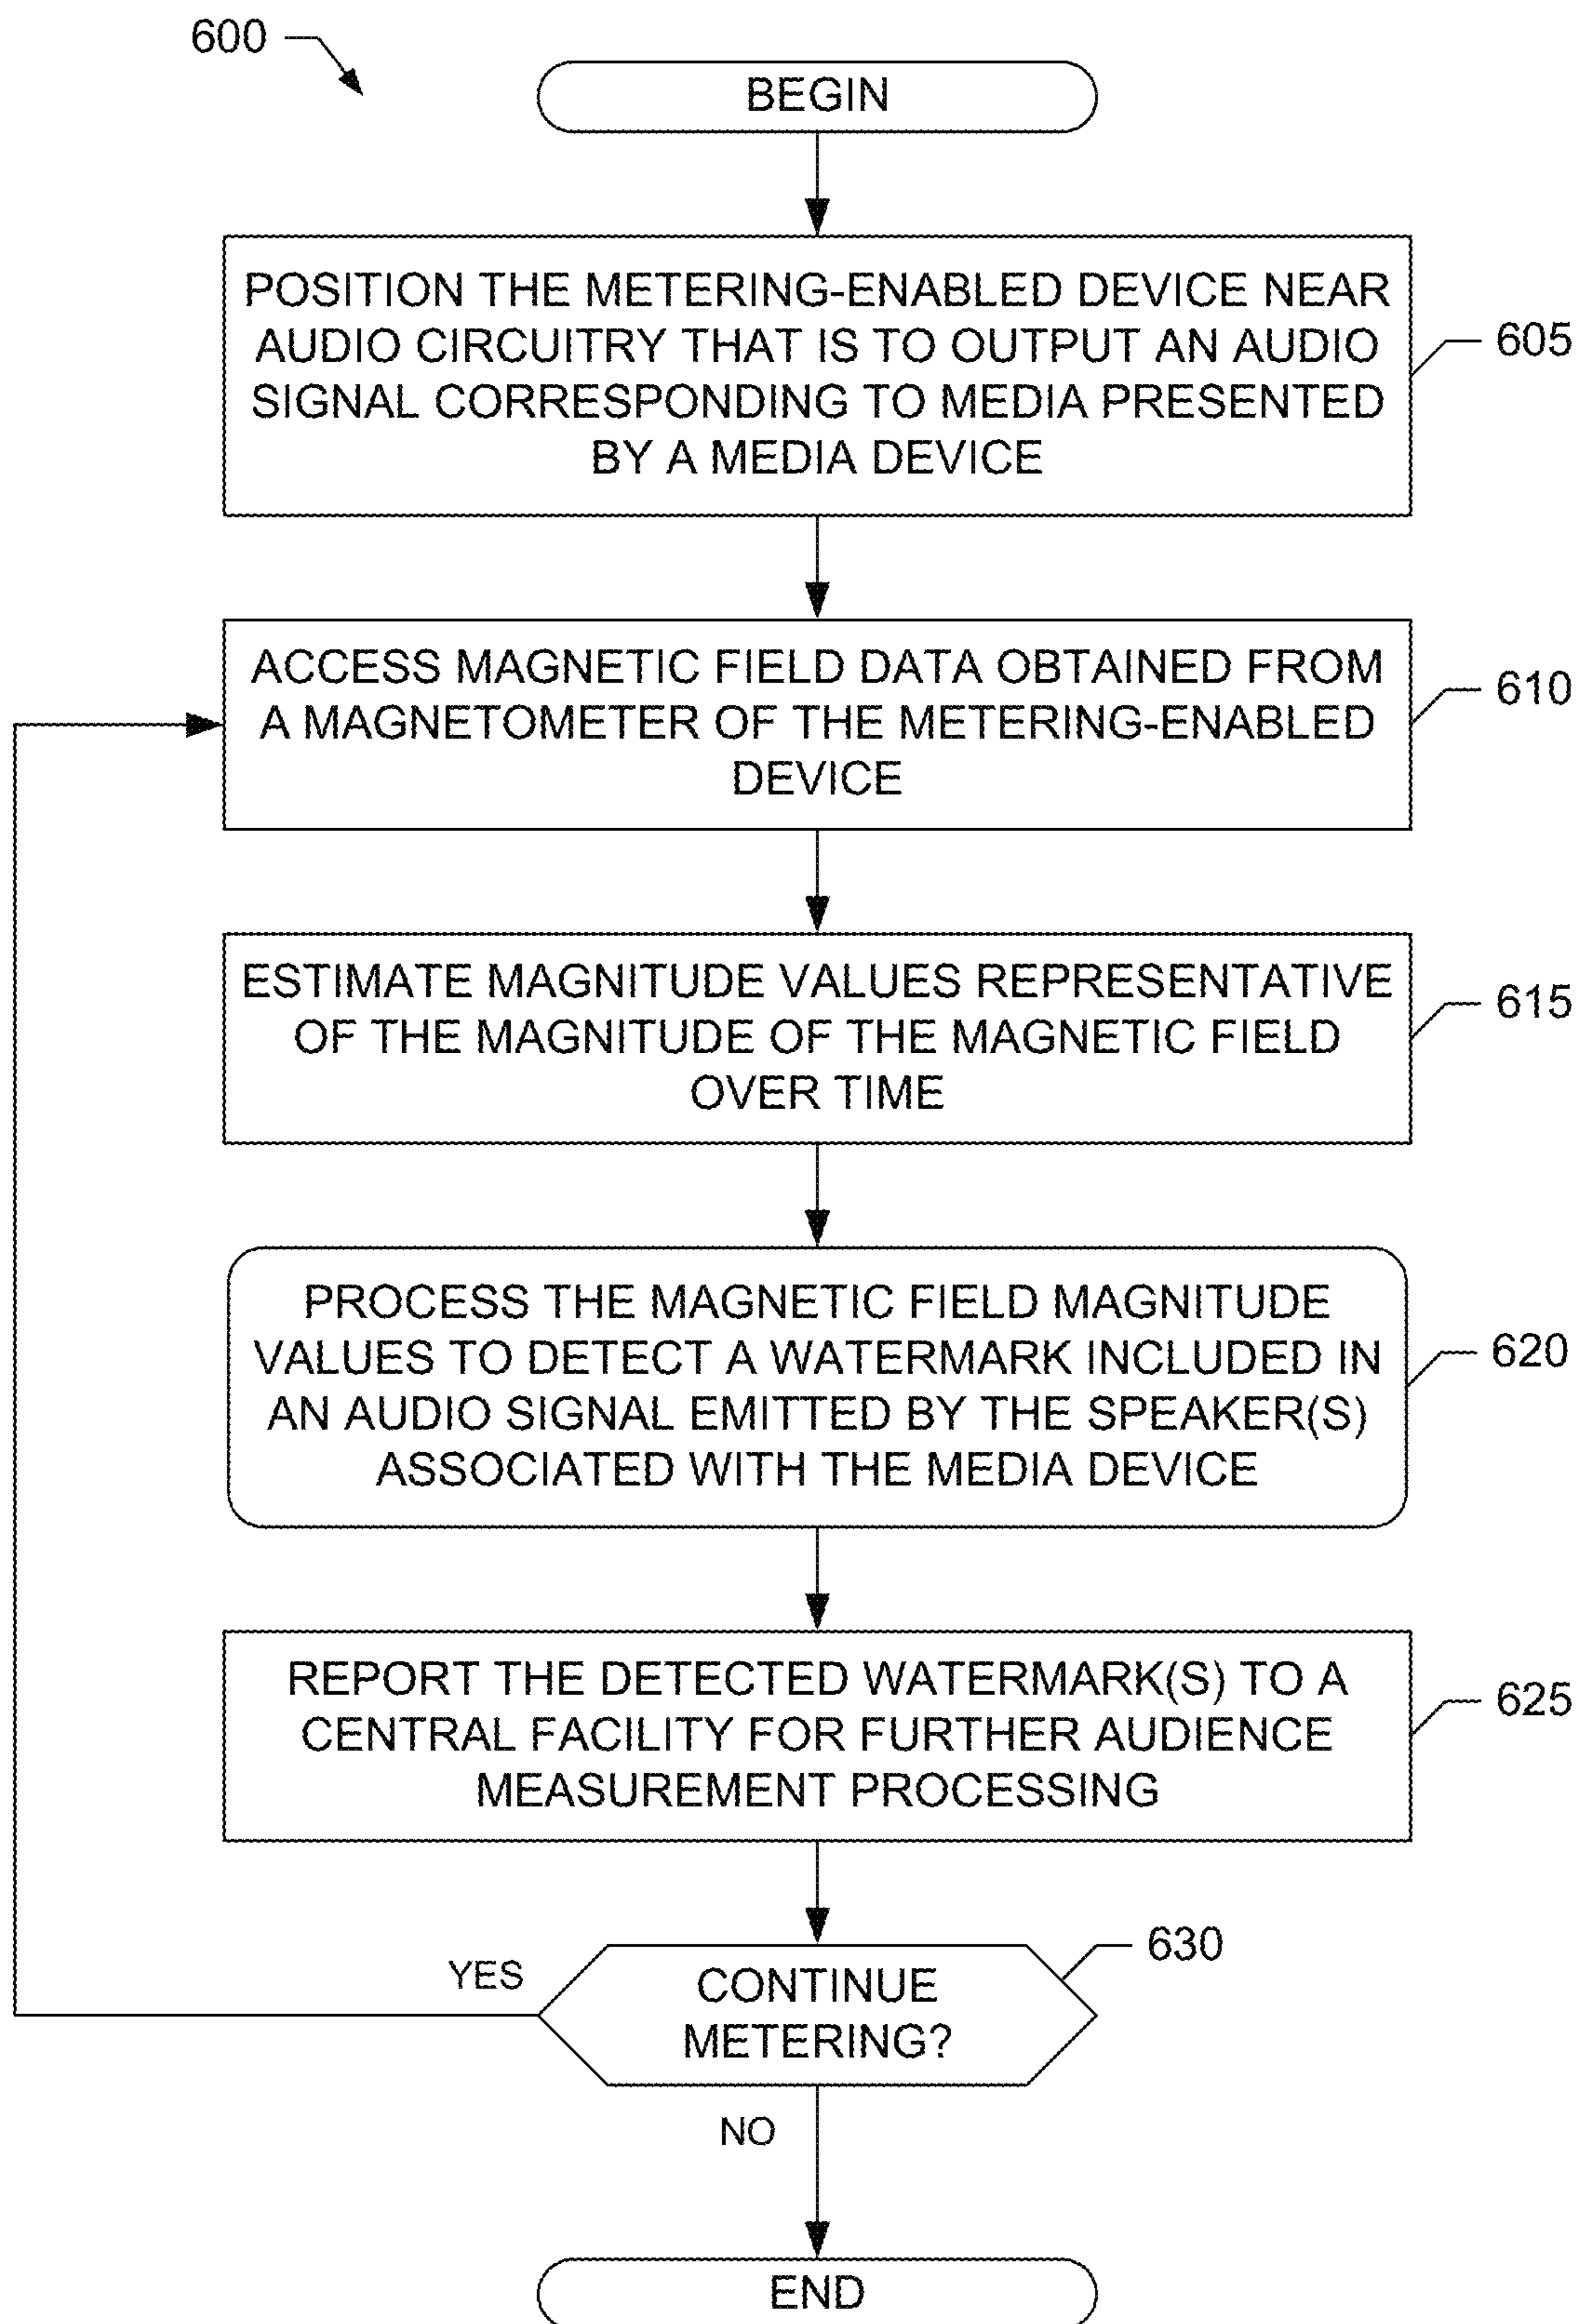 600
BEGIN
POSITION THE METERING-ENABLED DEVICE NEAR
AUDIO CIRCUITRY THAT IS TO OUTPUT AN AUDIO
SIGNAL CORRESPONDING TO MEDIA PRESENTED
BY A MEDIA DEVICE
605
ACCESS MAGNETIC FIELD DATA OBTAINED FROM
A MAGNETOMETER OF THE METERING-ENABLED
DEVICE
610
ESTIMATE MAGNITUDE VALUES REPRESENTATIVE
OF THE MAGNITUDE OF THE MAGNETIC FIELD
OVER TIME
615
PROCESS THE MAGNETIC FIELD MAGNITUDE
VALUES TO DETECT A WATERMARK INCLUDED IN
AN AUDIO SIGNAL EMITTED BY THE SPEAKER(S)
ASSOCIATED WITH THE MEDIA DEVICE
620
REPORT THE DETECTED WATERMARK(S) TO A
CENTRAL FACILITY FOR FURTHER AUDIENCE
MEASUREMENT PROCESSING
625
YES
CONTINUE
METERING?
630
NO
END